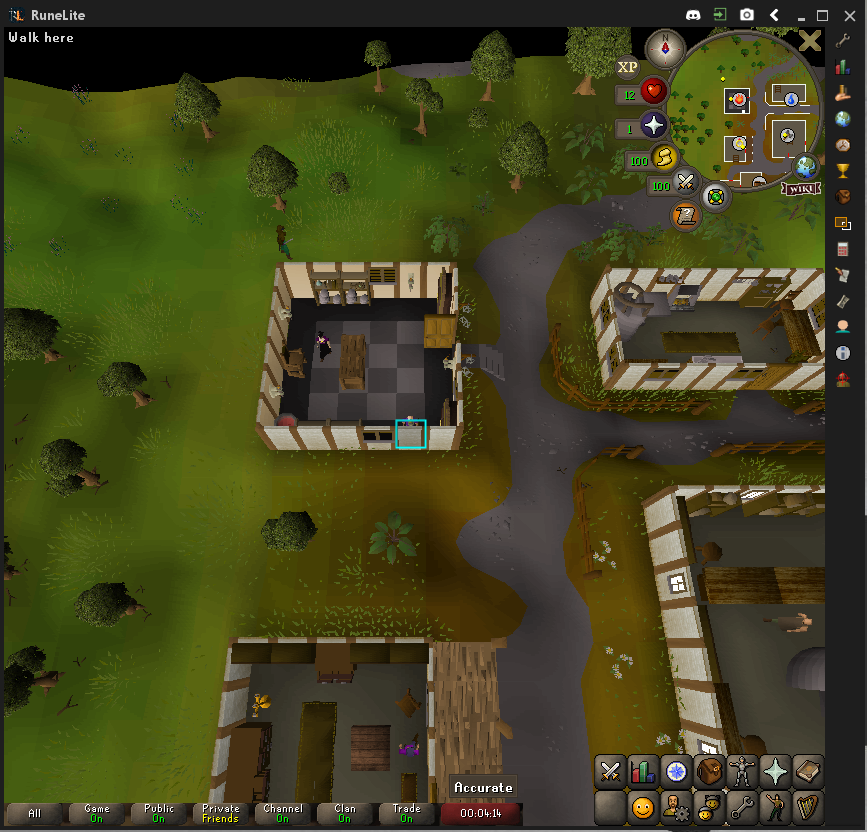 RuneLite
Walk here
N
XP
12
1
100
100
WIKI
Accurate
All
Game
On
Public
On
Private
Friends
Channel
On
Clan
On
Trade
On
00:04:14